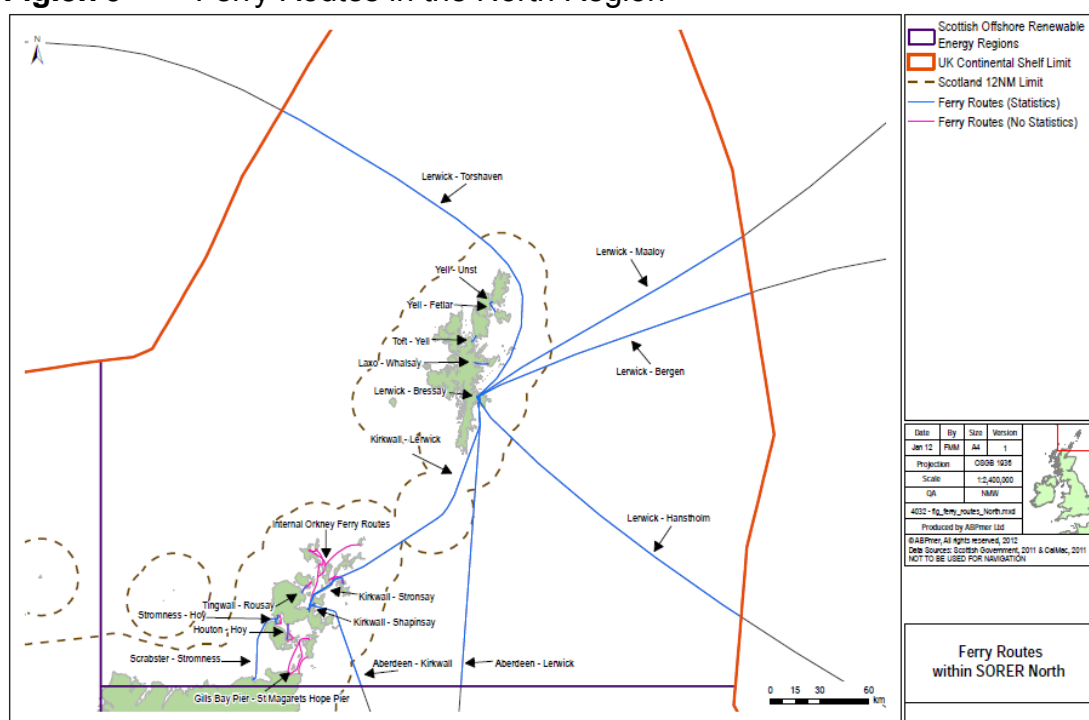 Ferry Routes in the North Region
N
Scottish Offshore Renewable
Energy Regions
UK Continental Shelf Limit
Scotland 12NM Limit
Ferry Routes (Statistics)
Ferry Routes (No Statistics)
Lerwick - Torshaven
Lerwick - Maaloy
Yell - Unst
Yell - Fetlar
Toft - Yell
Laxo - Whalsay
Lerwick - Bergen
Lerwick - Bressay
Kirkwall - Lerwick
Lerwick - Hanstholm
Internal Orkney Ferry Routes
Tingwall - Rousay
Kirkwall - Stronsay
Stromness - Hoy
Kirkwall - Shapinsay
Houton - Hoy
Scrabster - Stromness
Aberdeen - Kirkwall
Aberdeen - Lerwick
Gills Bay Pier - St Magarets Hope Pier
0 15 30 60
km
Date By Size Version
Jan 12 FMM A4 1
Projection OSGB 1936
Scale 1:2,400,000
QA NMW
4032 - fig_ferry_routes_North.mxd
Produced by ABPmer Ltd
© ABPmer, All rights reserved, 2012
Data Sources: Scottish Government, 2011 & CalMac, 2011
NOT TO BE USED FOR NAVIGATION
Ferry Routes
within SORER North